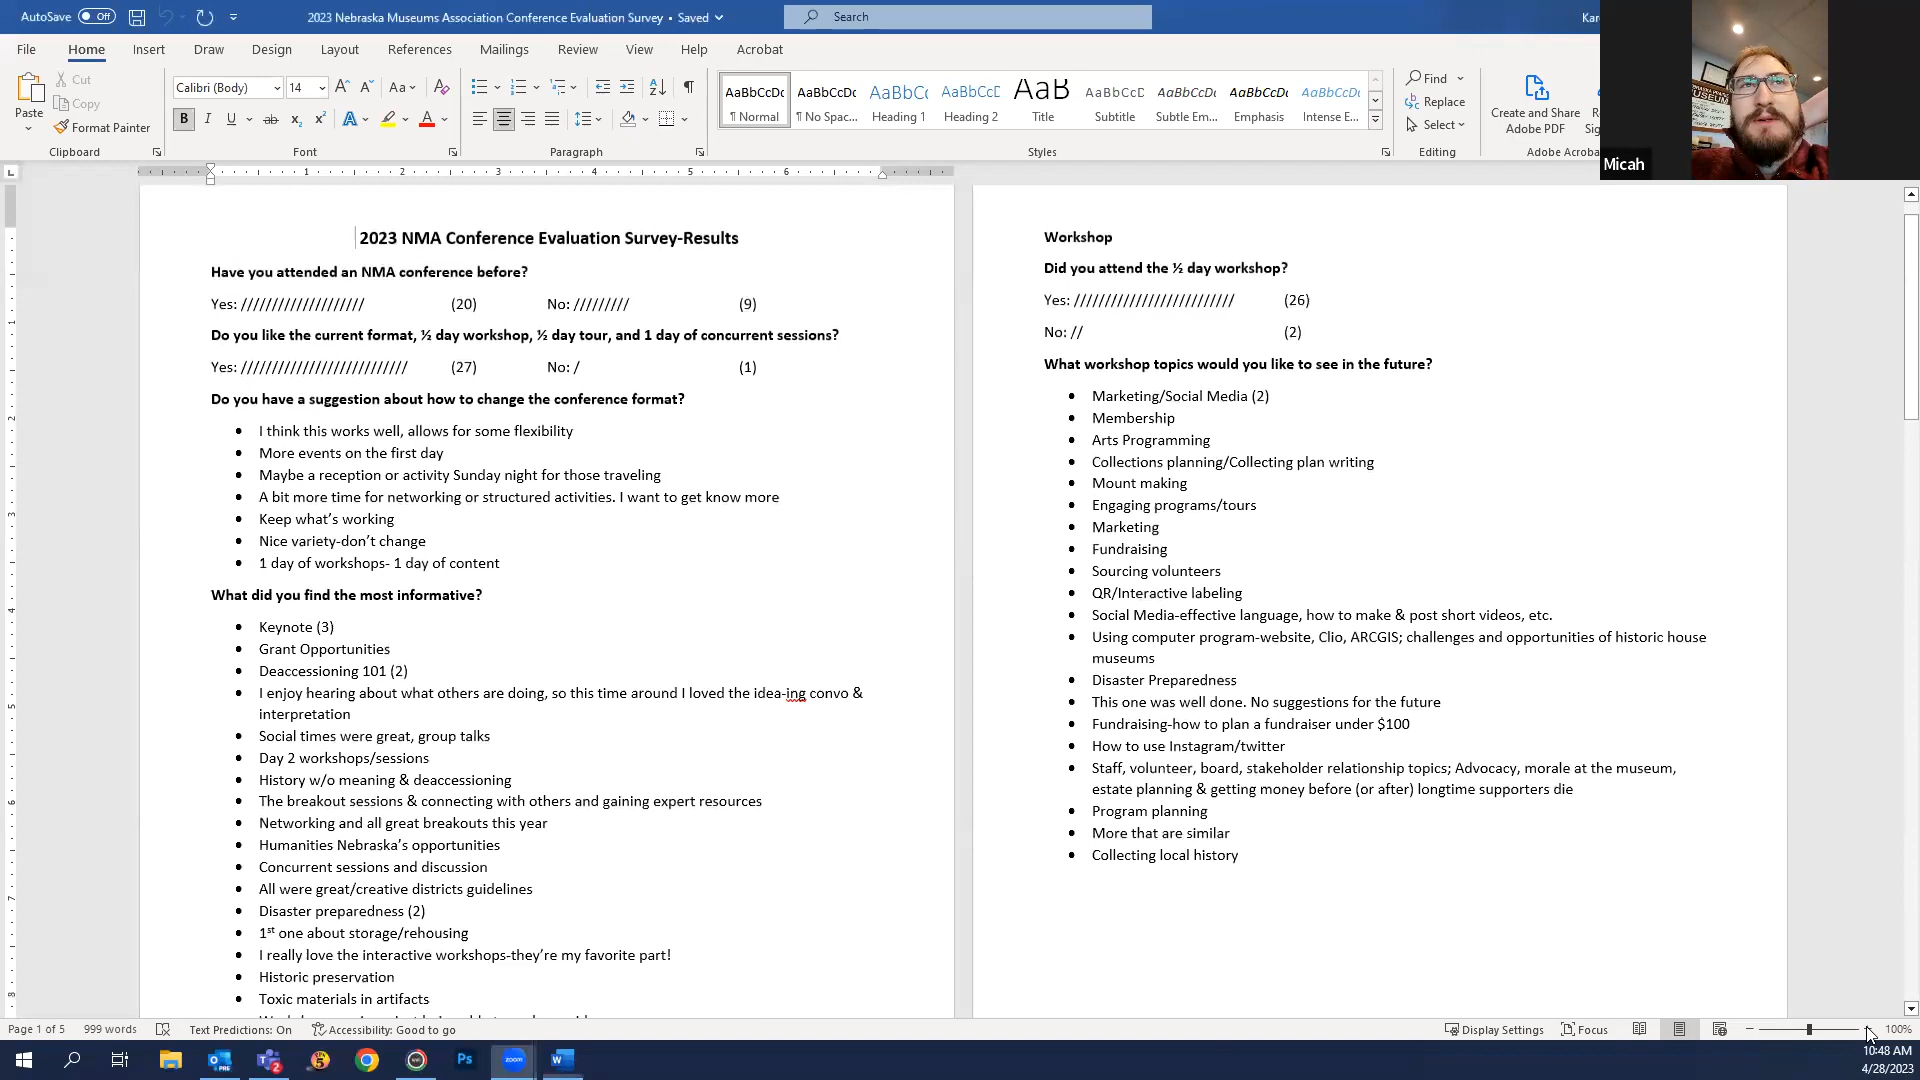 AutoSave Off
2023 Nebraska Museums Association Conference Evaluation Survey • Saved
Search
File Home Insert Draw Design Layout References Mailings Review View Help Acrobat
Paste
Cut
Copy
Format Painter
Clipboard
Calibri (Body) 14
Font
Paragraph
AaBbCcDc AaBbCcDc AaBbCc AaBbCcD AaB AaBbCcD AaBbCcDc AaBbCcDc AaBbCcDc
¶ Normal ¶ No Spac... Heading 1 Heading 2 Title Subtitle Subtle Em... Emphasis Intense E...
Styles
Find
Replace
Select
Editing
Create and Share
Adobe PDF
Micah
2023 NMA Conference Evaluation Survey-Results
Have you attended an NMA conference before?
Yes: //////////////////// (20) No: ///////// (9)
Do you like the current format, ½ day workshop, ½ day tour, and 1 day of concurrent sessions?
Yes: /////////////////////////// (27) No: / (1)
Do you have a suggestion about how to change the conference format?
• I think this works well, allows for some flexibility
• More events on the first day
• Maybe a reception or activity Sunday night for those traveling
• A bit more time for networking or structured activities. I want to get know more
• Keep what's working
• Nice variety-don't change
• 1 day of workshops- 1 day of content
What did you find the most informative?
• Keynote (3)
• Grant Opportunities
• Deaccessioning 101 (2)
• I enjoy hearing about what others are doing, so this time around I loved the idea-ing convo &
interpretation
• Social times were great, group talks
• Day 2 workshops/sessions
• History w/o meaning & deaccessioning
• The breakout sessions & connecting with others and gaining expert resources
• Networking and all great breakouts this year
• Humanities Nebraska's opportunities
• Concurrent sessions and discussion
• All were great/creative districts guidelines
• Disaster preparedness (2)
• 1st one about storage/rehousing
• I really love the interactive workshops-they're my favorite part!
• Historic preservation
• Toxic materials in artifacts
Workshop
Did you attend the ½ day workshop?
Yes: ////////////////////////// (26)
No: // (2)
What workshop topics would you like to see in the future?
• Marketing/Social Media (2)
• Membership
• Arts Programming
• Collections planning/Collecting plan writing
• Mount making
• Engaging programs/tours
• Marketing
• Fundraising
• Sourcing volunteers
• QR/Interactive labeling
• Social Media-effective language, how to make & post short videos, etc.
• Using computer program-website, Clio, ARCGIS; challenges and opportunities of historic house
museums
• Disaster Preparedness
• This one was well done. No suggestions for the future
• Fundraising-how to plan a fundraiser under $100
• How to use Instagram/twitter
• Staff, volunteer, board, stakeholder relationship topics; Advocacy, morale at the museum,
estate planning & getting money before (or after) longtime supporters die
• Program planning
• More that are similar
• Collecting local history
Page 1 of 5 999 words Text Predictions: On Accessibility: Good to go
Display Settings Focus 100%
10:48 AM
4/28/2023